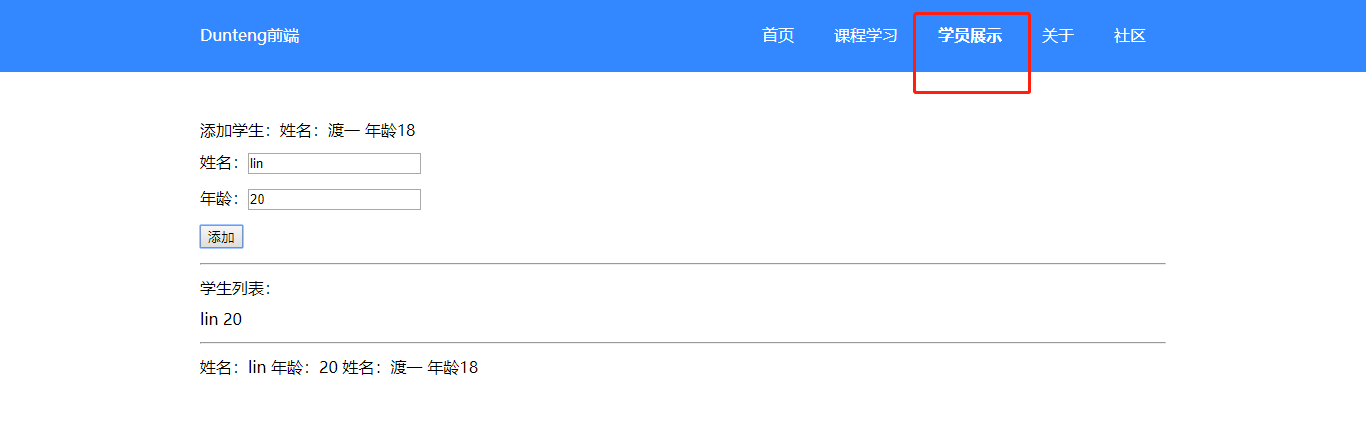 Dunteng前端 首页 课程学习 学员展示 关于 社区
添加学生：姓名：渡一 年龄18
姓名：lin
年龄：20
添加
学生列表：
lin 20
姓名：lin 年龄：20 姓名：渡一 年龄18